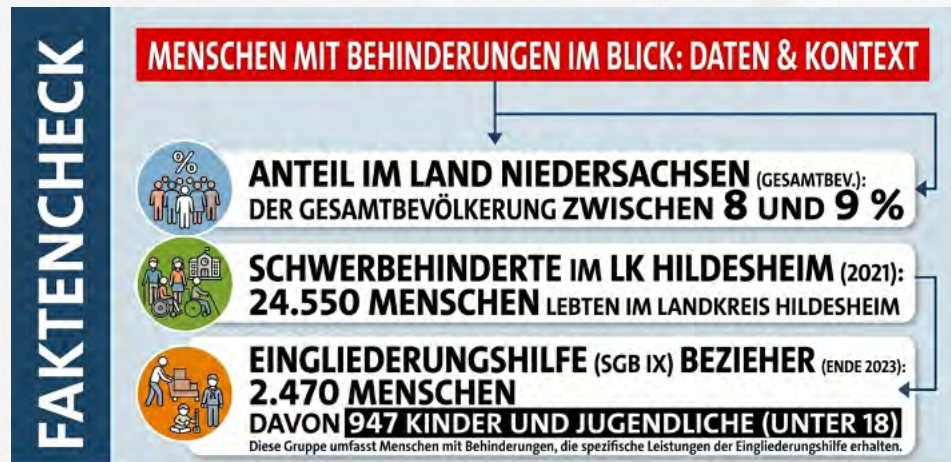 FAKTENCHECK
MENSCHEN MIT BEHINDERUNGEN IM BLICK: DATEN & KONTEXT
%
ANTEIL IM LAND NIEDERSACHSEN (GESAMTBEV.):
DER GESAMTBEVÖLKERUNG ZWISCHEN 8 UND 9 %
SCHWERBEHINDERTE IM LK HILDESHEIM (2021):
24.550 MENSCHEN LEBTEN IM LANDKREIS HILDESHEIM
EINGLIEDERUNGSHILFE (SGB IX) BEZIEHER (ENDE 2023):
2.470 MENSCHEN
DAVON 947 KINDER UND JUGENDLICHE (UNTER 18)
Diese Gruppe umfasst Menschen mit Behinderungen, die spezifische Leistungen der Eingliederungshilfe erhalten.